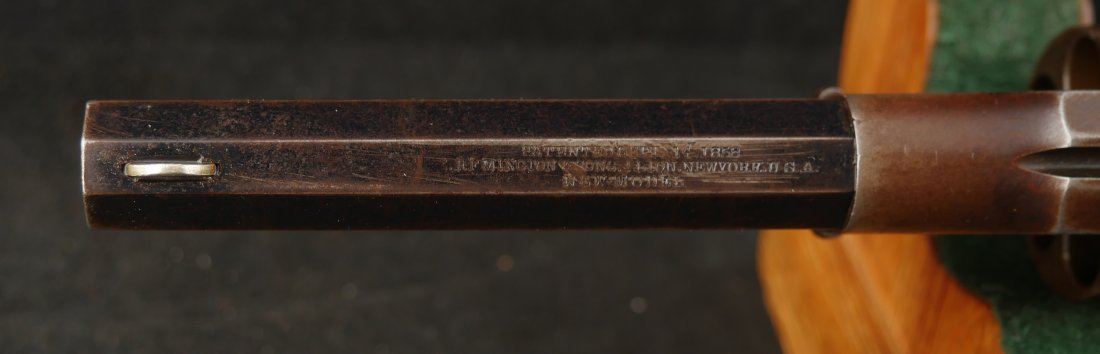 PATENTED SEPT. 14, 1858
REMINGTON & SONS, ILION, NEW YORK, U.S.A.
NEW-MODEL